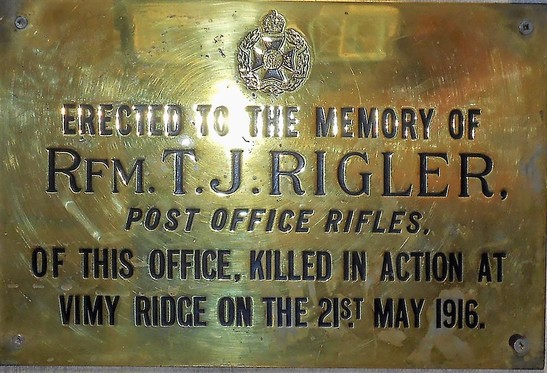 ERECTED TO THE MEMORY OF
RFM. T. J. RIGLER,
POST OFFICE RIFLES,
OF THIS OFFICE, KILLED IN ACTION AT
VIMY RIDGE ON THE 21ST. MAY 1916.